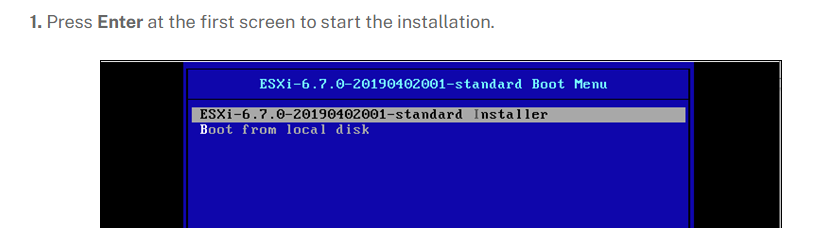 1. Press Enter at the first screen to start the installation.
ESXi-6.7.0-20190402001-standard Boot Menu
ESXi-6.7.0-20190402001-standard Installer
Boot from local disk